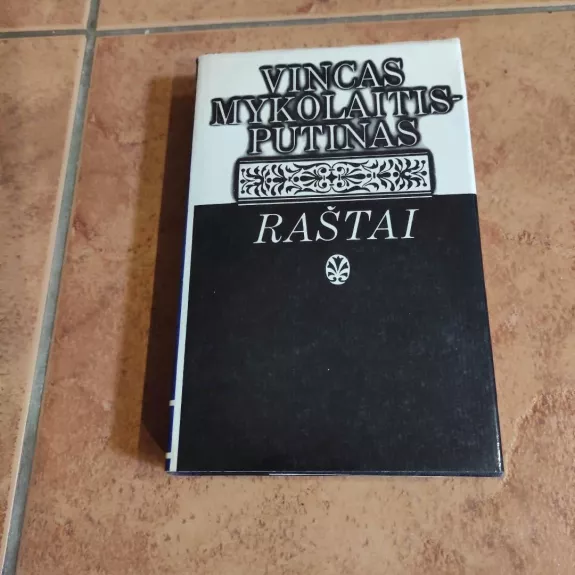 VINCAS
MYKOLAITIS-
PUTINAS
RAŠTAI